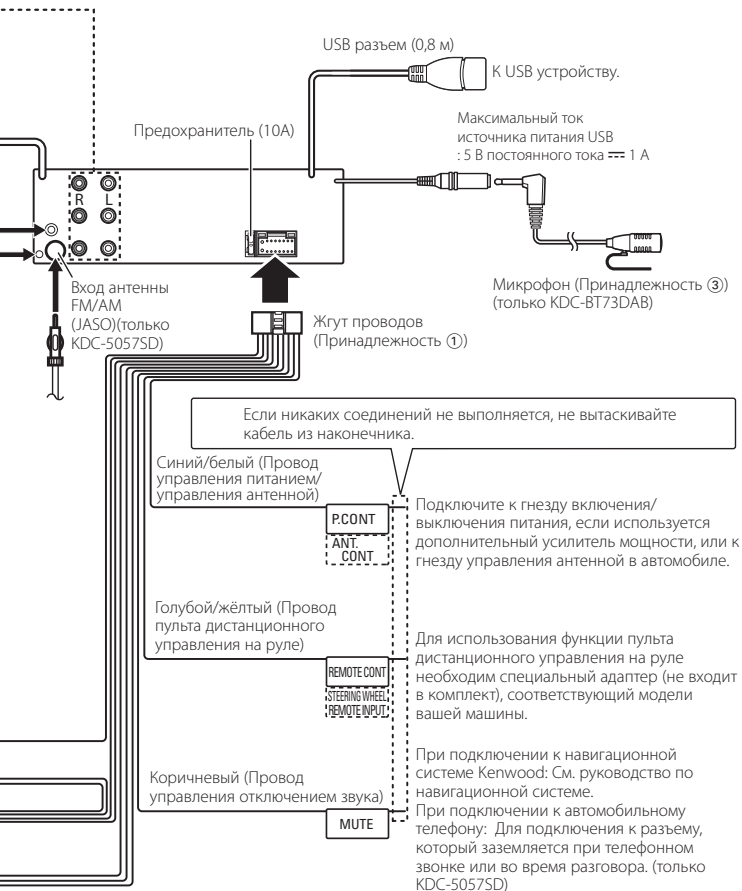 USB разъем (0,8 м)
К USB устройству.
Предохранитель (10A)
Максимальный ток
источника питания USB
: 5 В постоянного тока ⎓ 1 A
R L
Вход антенны
FM/AM
(JASO)(только
KDC-5057SD)
Микрофон (Принадлежность ③)
(только KDC-BT73DAB)
Жгут проводов
(Принадлежность ①)
Если никаких соединений не выполняется, не вытаскивайте
кабель из наконечника.
Синий/белый (Провод
управления питанием/
управления антенной)
P.CONT
ANT.
CONT
Подключите к гнезду включения/
выключения питания, если используется
дополнительный усилитель мощности, или к
гнезду управления антенной в автомобиле.
Голубой/жёлтый (Провод
пульта дистанционного
управления на руле)
REMOTE CONT
STEERING WHEEL
REMOTE INPUT
Для использования функции пульта
дистанционного управления на руле
необходим специальный адаптер (не входит
в комплект), соответствующий модели
вашей машины.
Коричневый (Провод
управления отключением звука)
MUTE
При подключении к навигационной
системе Kenwood: См. руководство по
навигационной системе.
При подключении к автомобильному
телефону: Для подключения к разъему,
который заземляется при телефонном
звонке или во время разговора. (только
KDC-5057SD)